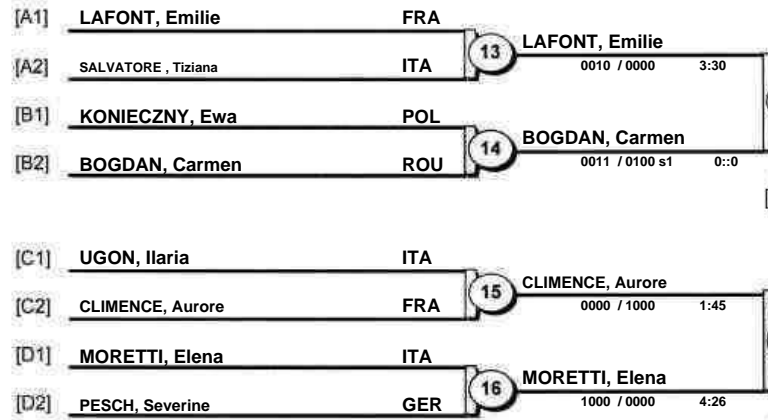 [A1] LAFONT, Emilie FRA
13 LAFONT, Emilie
[A2] SALVATORE , Tiziana ITA
0010 / 0000 3:30
[B1] KONIECZNY, Ewa POL
14 BOGDAN, Carmen
[B2] BOGDAN, Carmen ROU
0011 / 0100 s1 0::0
[C1] UGON, Ilaria ITA
15 CLIMENCE, Aurore
[C2] CLIMENCE, Aurore FRA
0000 / 1000 1:45
[D1] MORETTI, Elena ITA
16 MORETTI, Elena
[D2] PESCH, Severine GER
1000 / 0000 4:26